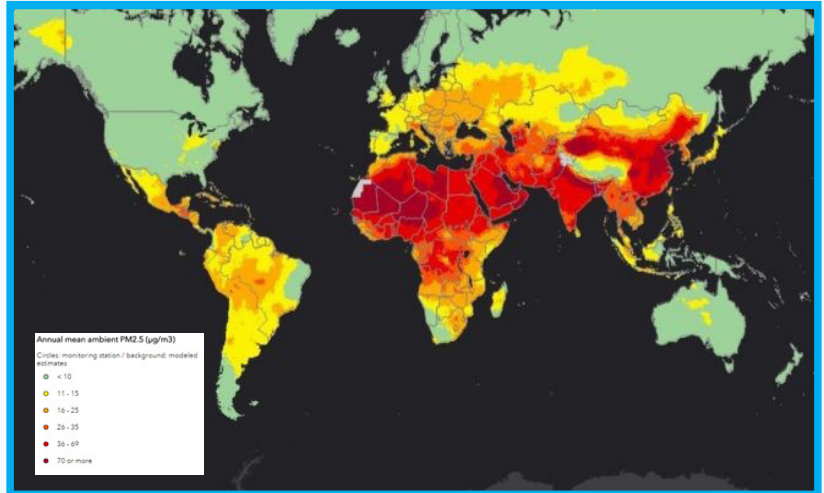 Annual mean ambient PM2.5 (µg/m3)
Circles: monitoring station / background: modeled
estimates
< 10
11 - 15
16 - 25
26 - 35
36 - 69
70 or more